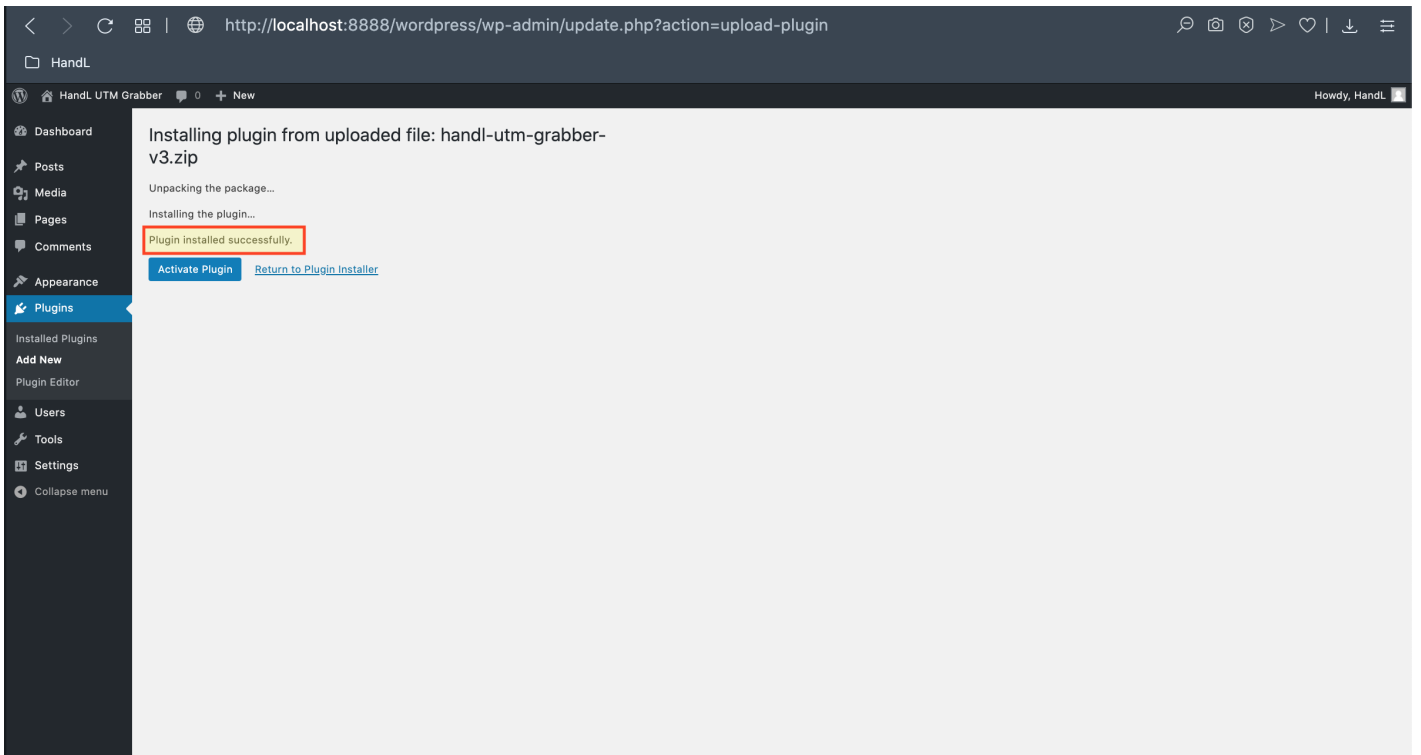 http://localhost:8888/wordpress/wp-admin/update.php?action=upload-plugin
HandL
HandL UTM Grabber 0 + New Howdy, HandL
Dashboard
Posts
Media
Pages
Comments
Appearance
Plugins
Installed Plugins
Add New
Plugin Editor
Users
Tools
Settings
Collapse menu
Installing plugin from uploaded file: handl-utm-grabber-
v3.zip
Unpacking the package…
Installing the plugin…
Plugin installed successfully.
Activate Plugin Return to Plugin Installer